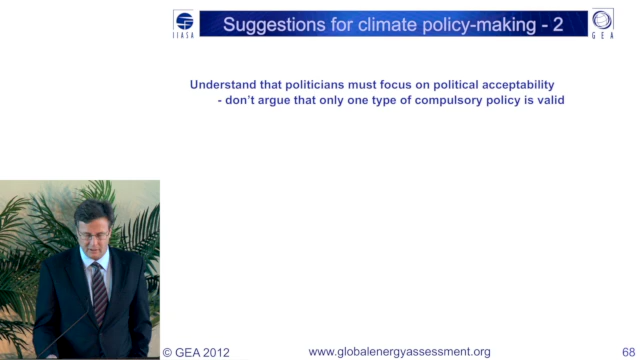 Suggestions for climate policy-making - 2
IIASA
GEA
Understand that politicians must focus on political acceptability
- don't argue that only one type of compulsory policy is valid
© GEA 2012
www.globalenergyassessment.org
68